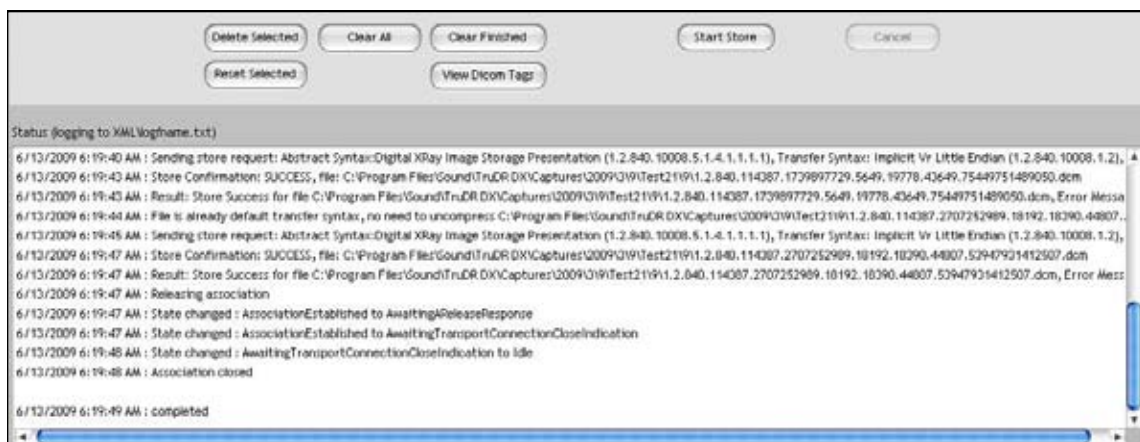 Delete Selected Clear All Clear Finished Start Store Cancel
Reset Selected View Dicom Tags
Status (logging to XML\logfname.txt)
6/13/2009 6:19:40 AM : Sending store request: Abstract Syntax:Digital XRay Image Storage Presentation (1.2.840.10008.5.1.4.1.1.1.1), Transfer Syntax: Implicit Vr Little Endian (1.2.840.10008.1.2),
6/13/2009 6:19:43 AM : Store Confirmation: SUCCESS, file: C:\Program Files\Sound\TruDR DX\Captures\2009\3\9\Test21\9\1.2.840.114387.1739897729.5649.19778.43649.75449751489050.dcm
6/13/2009 6:19:43 AM : Result: Store Success for file C:\Program Files\Sound\TruDR DX\Captures\2009\3\9\Test21\9\1.2.840.114387.1739897729.5649.19778.43649.75449751489050.dcm, Error Messa
6/13/2009 6:19:44 AM : File is already default transfer syntax, no need to uncompress C:\Program Files\Sound\TruDR DX\Captures\2009\3\9\Test21\9\1.2.840.114387.2707252989.18192.18390.44807..
6/13/2009 6:19:45 AM : Sending store request: Abstract Syntax:Digital XRay Image Storage Presentation (1.2.840.10008.5.1.4.1.1.1.1), Transfer Syntax: Implicit Vr Little Endian (1.2.840.10008.1.2),
6/13/2009 6:19:47 AM : Store Confirmation: SUCCESS, file: C:\Program Files\Sound\TruDR DX\Captures\2009\3\9\Test21\9\1.2.840.114387.2707252989.18192.18390.44807.53947931412507.dcm
6/13/2009 6:19:47 AM : Result: Store Success for file C:\Program Files\Sound\TruDR DX\Captures\2009\3\9\Test21\9\1.2.840.114387.2707252989.18192.18390.44807.53947931412507.dcm, Error Mess
6/13/2009 6:19:47 AM : Releasing association
6/13/2009 6:19:47 AM : State changed : AssociationEstablished to AwaitingAReleaseResponse
6/13/2009 6:19:47 AM : State changed : AssociationEstablished to AwaitingTransportConnectionCloseIndication
6/13/2009 6:19:48 AM : State changed : AwaitingTransportConnectionCloseIndication to Idle
6/13/2009 6:19:48 AM : Association closed
6/13/2009 6:19:49 AM : completed